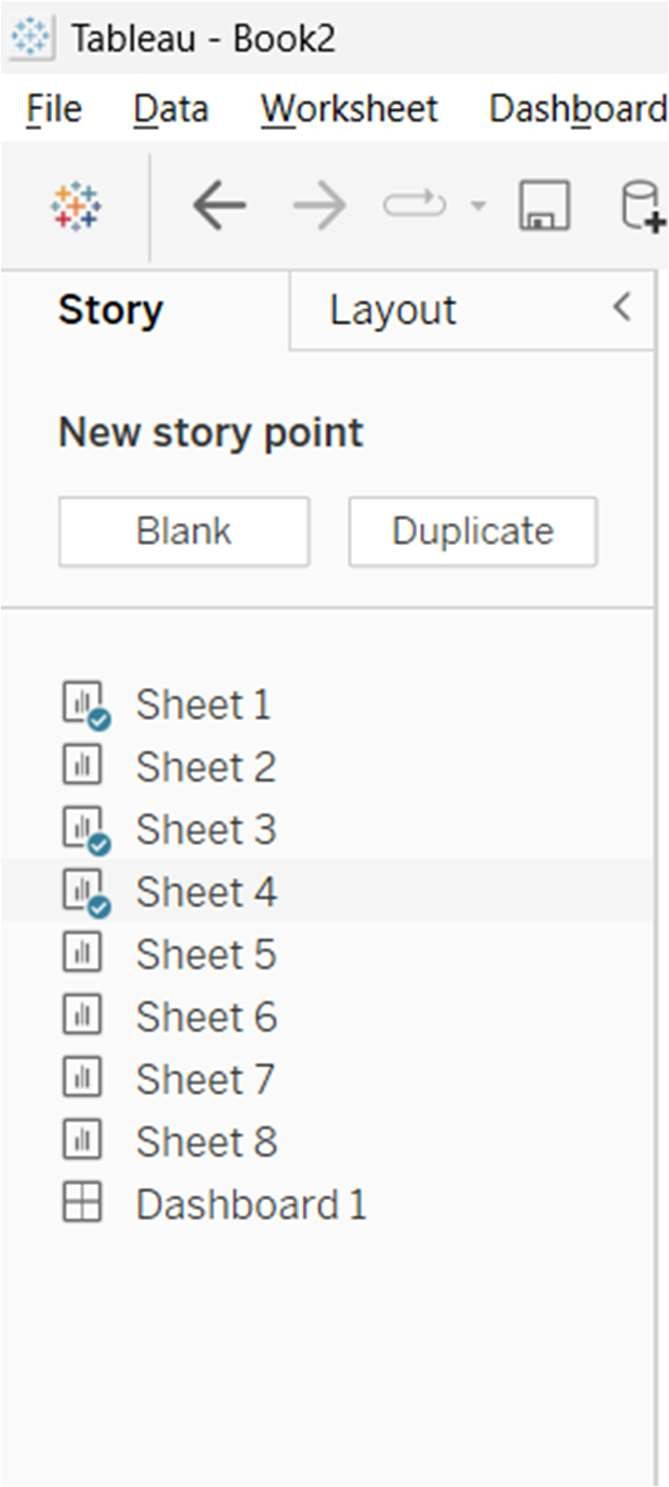 Tableau - Book2
File Data Worksheet Dashboard
Story Layout
New story point
Blank Duplicate
Sheet 1
Sheet 2
Sheet 3
Sheet 4
Sheet 5
Sheet 6
Sheet 7
Sheet 8
Dashboard 1